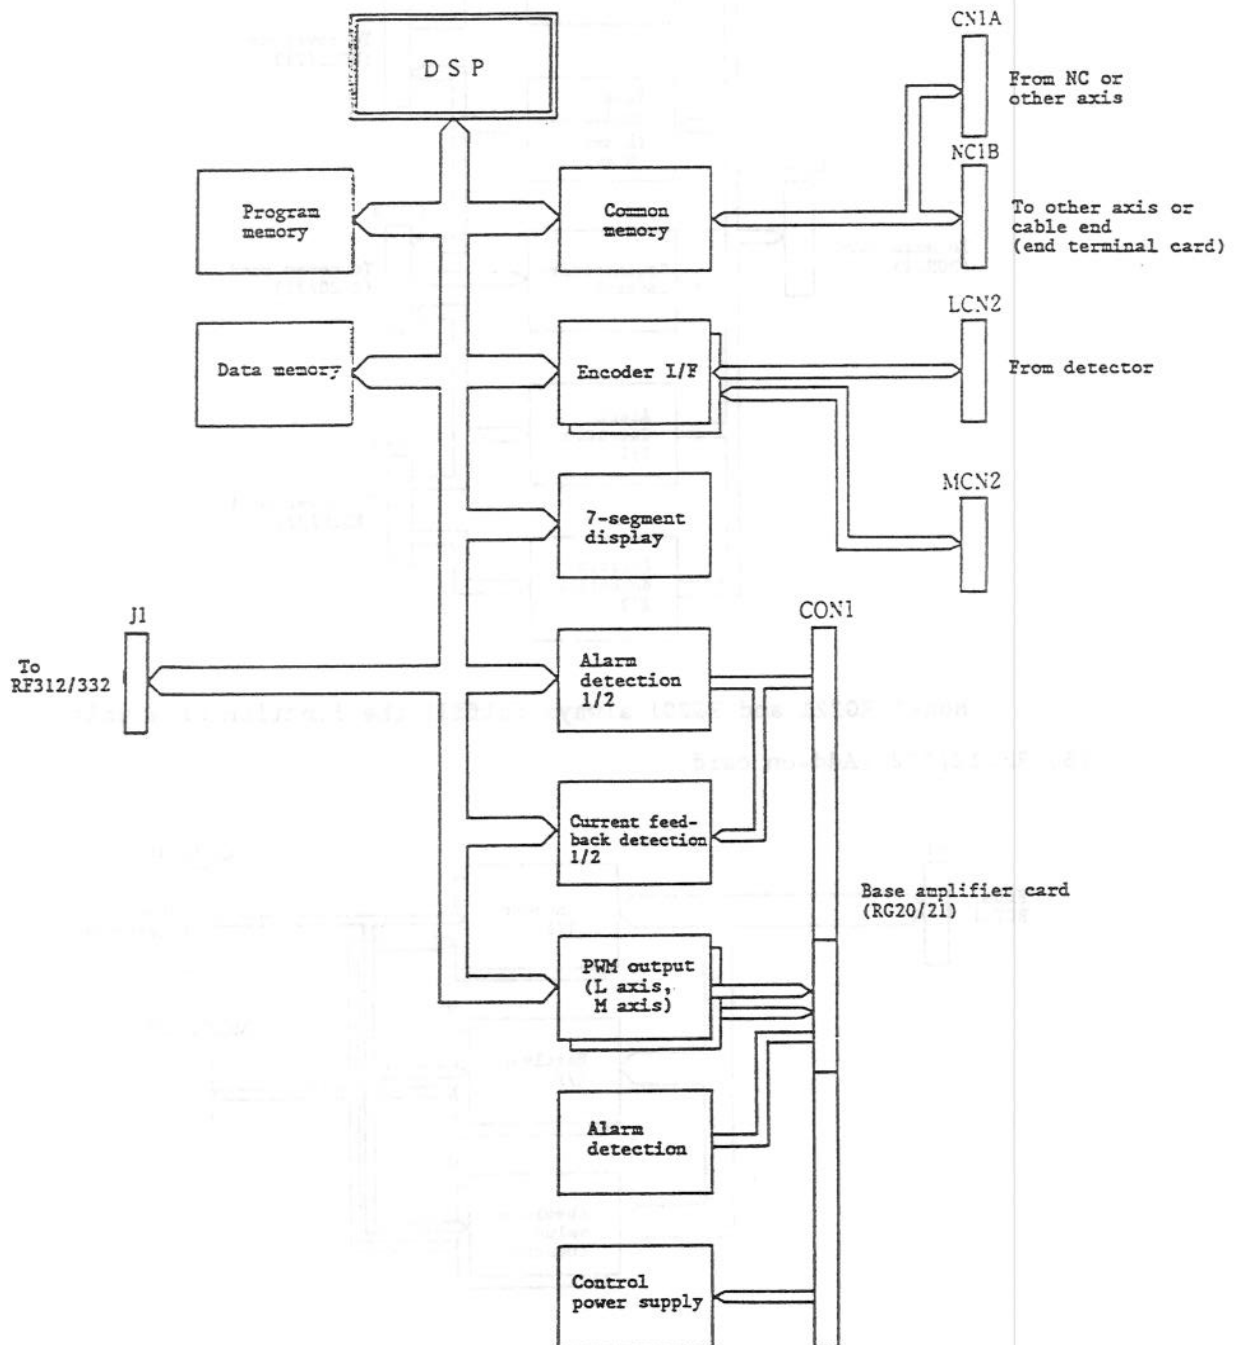 DSP
CN1A
From NC or
other axis
NC1B
To other axis or
cable end
(end terminal card)
Program
memory
Common
memory
LCN2
Data memory
Encoder I/F
From detector
MCN2
7-segment
display
J1
CON1
To
RF312/332
Alarm
detection
1/2
Current feed-
back detection
1/2
Base amplifier card
(RG20/21)
PWM output
(L axis,
M axis)
Alarm
detection
Control
power supply